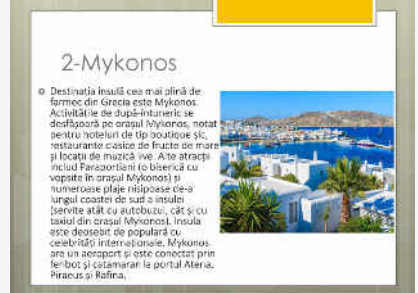 2-Mykonos
Destinația insulă cea mai plină de
farmec din Grecia este Mykonos.
Activitățile de după-întuneric se
desfășoară pe orașul Mykonos, notat
pentru hoteluri de tip boutique șic,
restaurante clasice de fructe de mare
și locații de muzică live. Alte atracții
includ Paraportiani (o biserică cu
vopsite în orașul Mykonos) și
numeroase plaje nisipoase de-a
lungul coastei de sud a insulei
(servite atât cu autobuzul, cât și cu
taxiul din orașul Mykonos). Insula
este deosebit de populară cu
celebrități internaționale. Mykonos
are un aeroport și este conectat prin
feribot și catamaran la portul Atena,
Piraeus și Rafina.